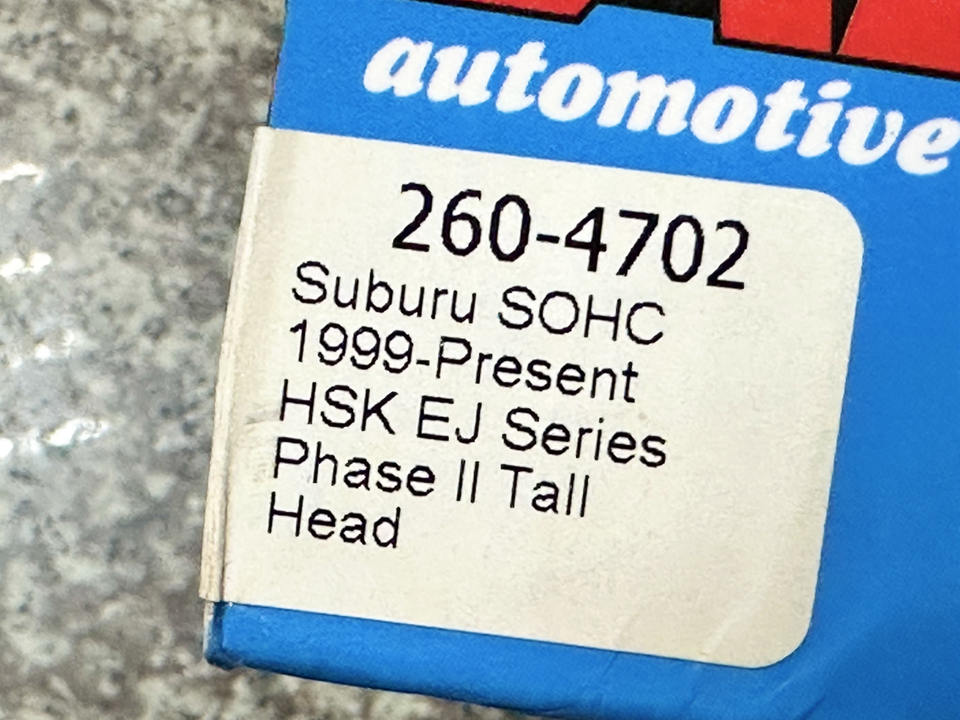 automotive
260-4702
Suburu SOHC
1999-Present
HSK EJ Series
Phase II Tall
Head